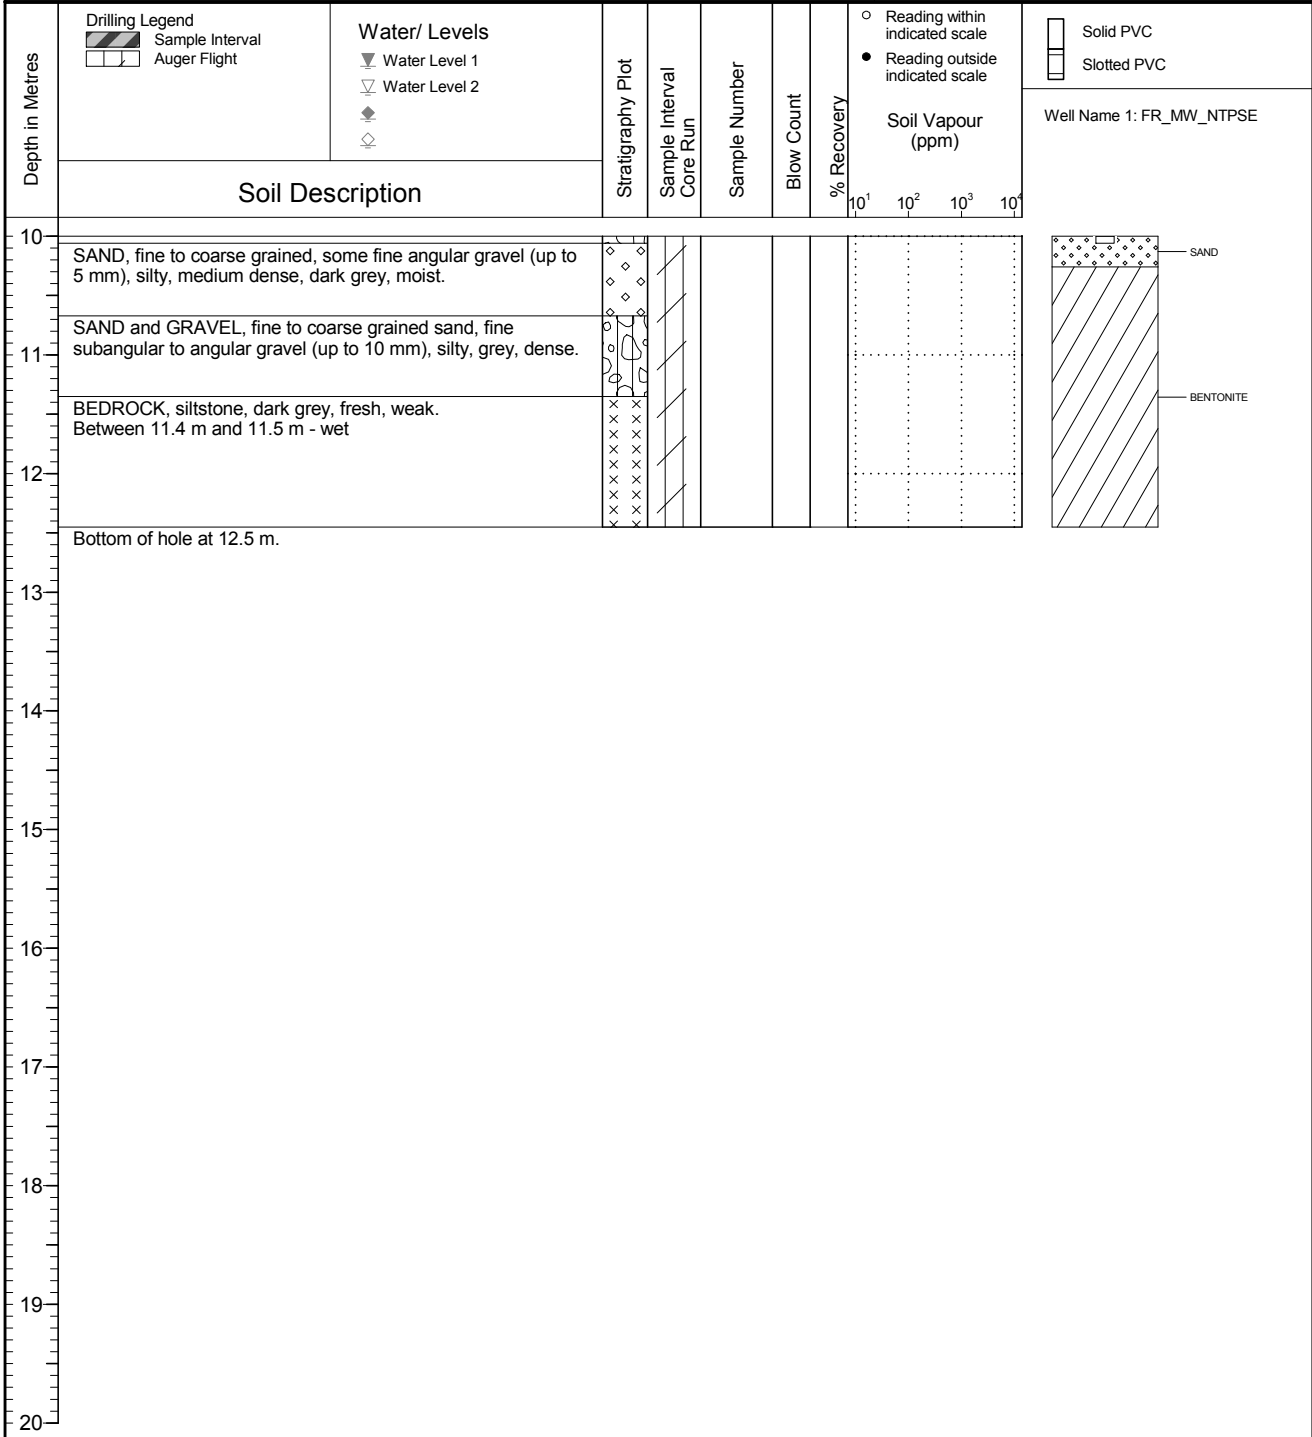 Depth in Metres
Drilling Legend
Sample Interval
Auger Flight
Water/ Levels
Water Level 1
Water Level 2
Soil Description
Stratigraphy Plot
Sample Interval
Core Run
Sample Number
Blow Count
% Recovery
Reading within
indicated scale
Reading outside
indicated scale
Soil Vapour
(ppm)
10¹ 10² 10³ 10⁴
Solid PVC
Slotted PVC
Well Name 1: FR_MW_NTPSE
10
SAND, fine to coarse grained, some fine angular gravel (up to
5 mm), silty, medium dense, dark grey, moist.
SAND
SAND and GRAVEL, fine to coarse grained sand, fine
subangular to angular gravel (up to 10 mm), silty, grey, dense.
11
BENTONITE
BEDROCK, siltstone, dark grey, fresh, weak.
Between 11.4 m and 11.5 m - wet
12
Bottom of hole at 12.5 m.
13
14
15
16
17
18
19
20